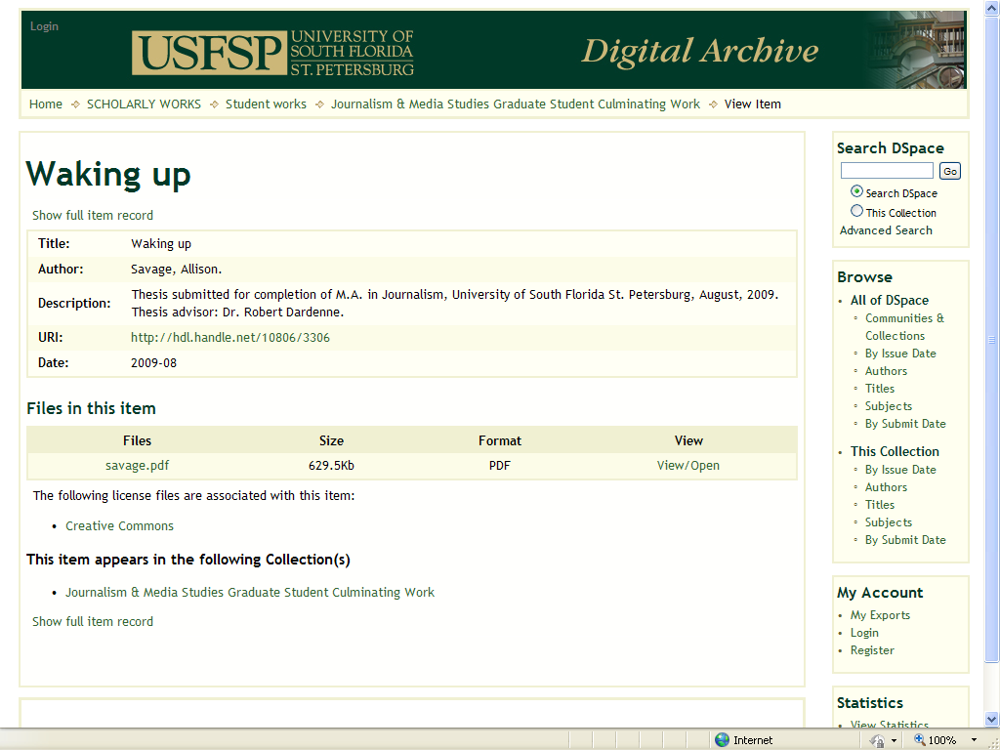 Login
USFSP UNIVERSITY OF
SOUTH FLORIDA
ST. PETERSBURG
Digital Archive
Home SCHOLARLY WORKS Student works Journalism & Media Studies Graduate Student Culminating Work View Item
Waking up
Show full item record
Title: Waking up
Author: Savage, Allison.
Description: Thesis submitted for completion of M.A. in Journalism, University of South Florida St. Petersburg, August, 2009.
Thesis advisor: Dr. Robert Dardenne.
URI: http://hdl.handle.net/10806/3306
Date: 2009-08
Files in this item
Files Size Format View
savage.pdf 629.5Kb PDF View/Open
The following license files are associated with this item:
• Creative Commons
This item appears in the following Collection(s)
• Journalism & Media Studies Graduate Student Culminating Work
Show full item record
Search DSpace
Go
Search DSpace
This Collection
Advanced Search
Browse
• All of DSpace
Communities &
Collections
By Issue Date
Authors
Titles
Subjects
By Submit Date
• This Collection
By Issue Date
Authors
Titles
Subjects
By Submit Date
My Account
• My Exports
• Login
• Register
Statistics
• View Statistics
Internet
100%